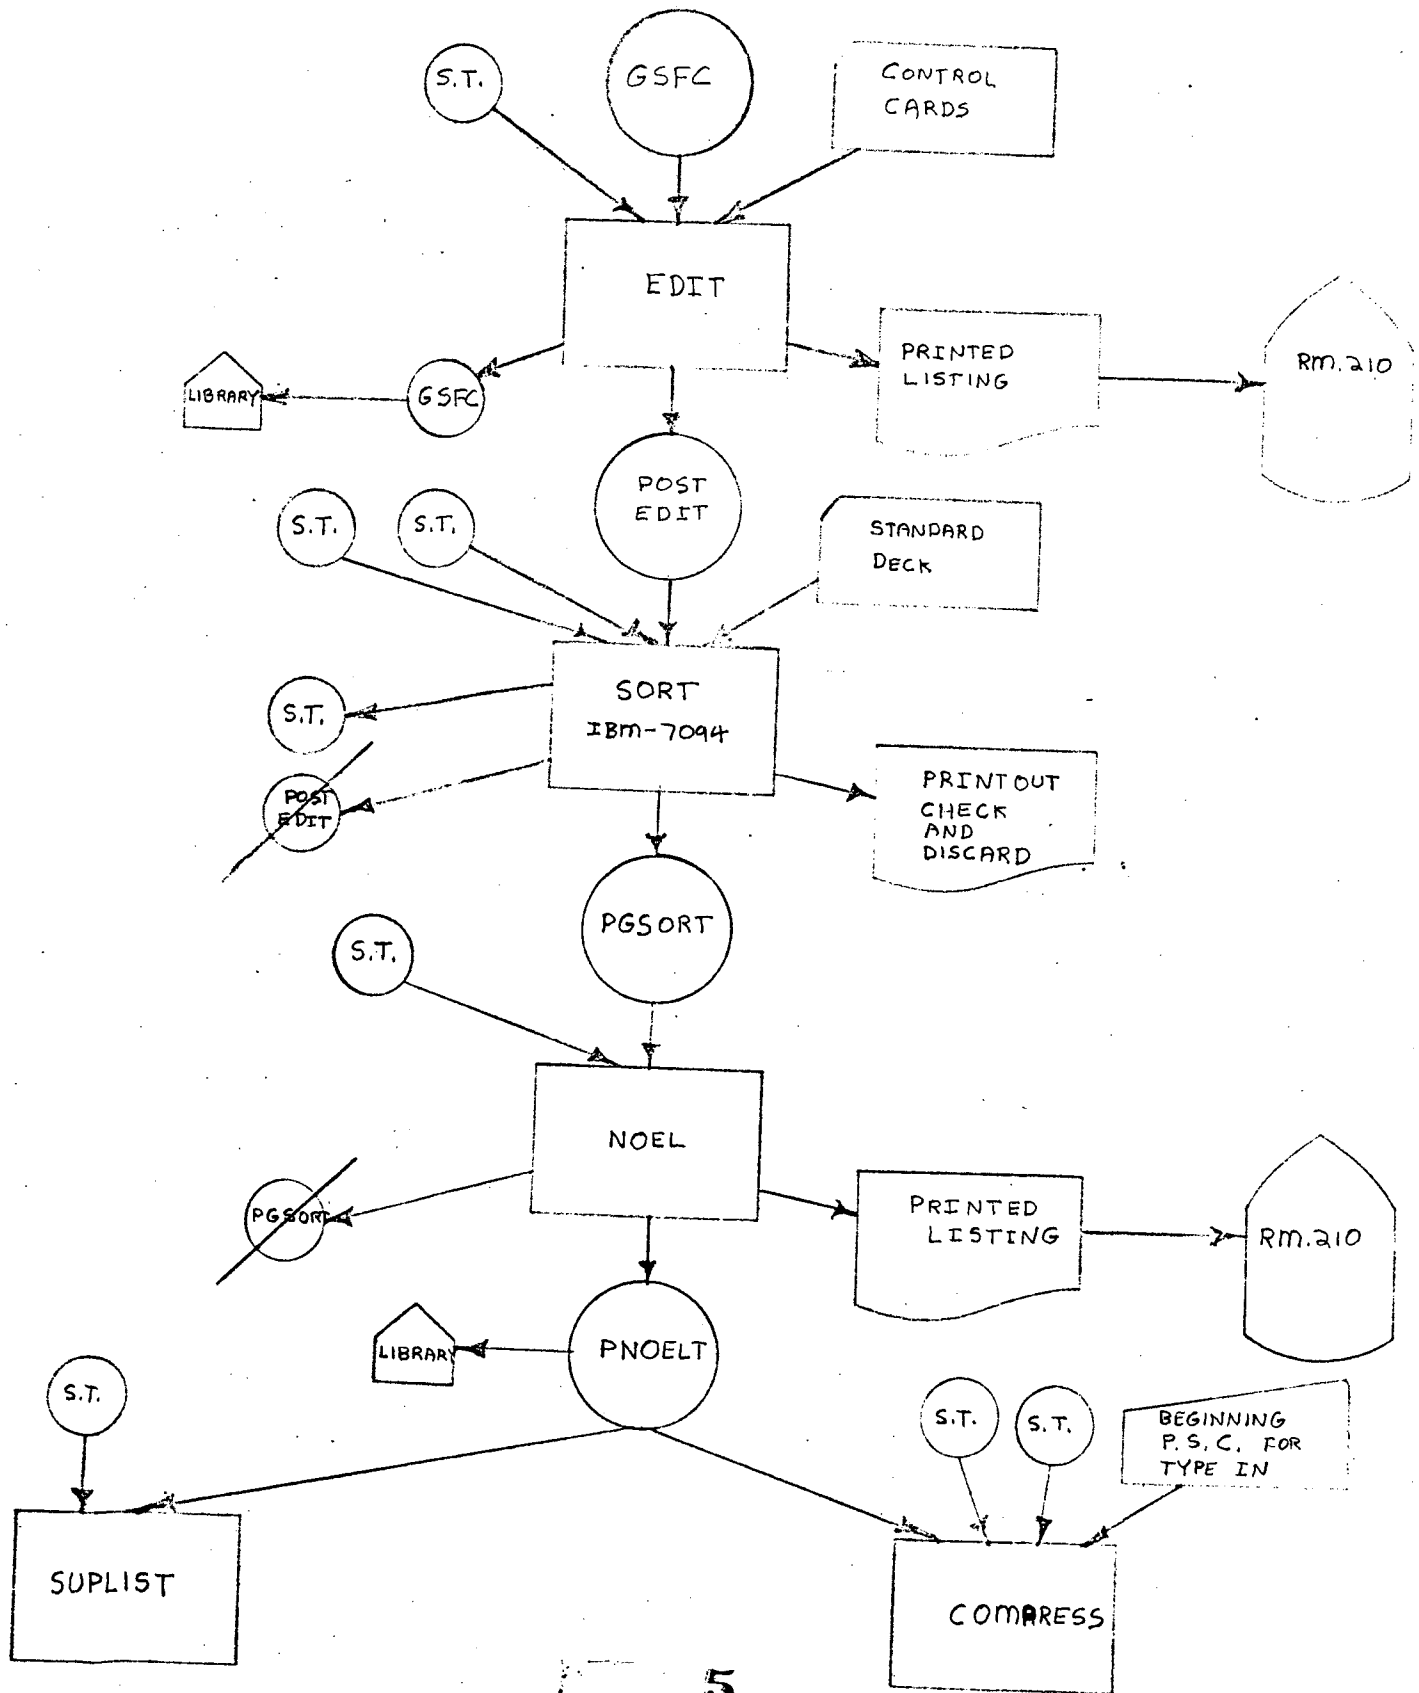 S.T.
GSFC
CONTROL
CARDS
EDIT
LIBRARY
GSFC
PRINTED
LISTING
RM.210
POST
EDIT
S.T.
S.T.
STANDARD
DECK
SORT
IBM-7094
S.T.
POST
EDIT
PRINTOUT
CHECK
AND
DISCARD
PGSORT
S.T.
NOEL
PGSORT
PRINTED
LISTING
RM.210
LIBRARY
PNOELT
S.T.
S.T.
S.T.
BEGINNING
P.S.C. FOR
TYPE IN
SUPLIST
COMPRESS
5